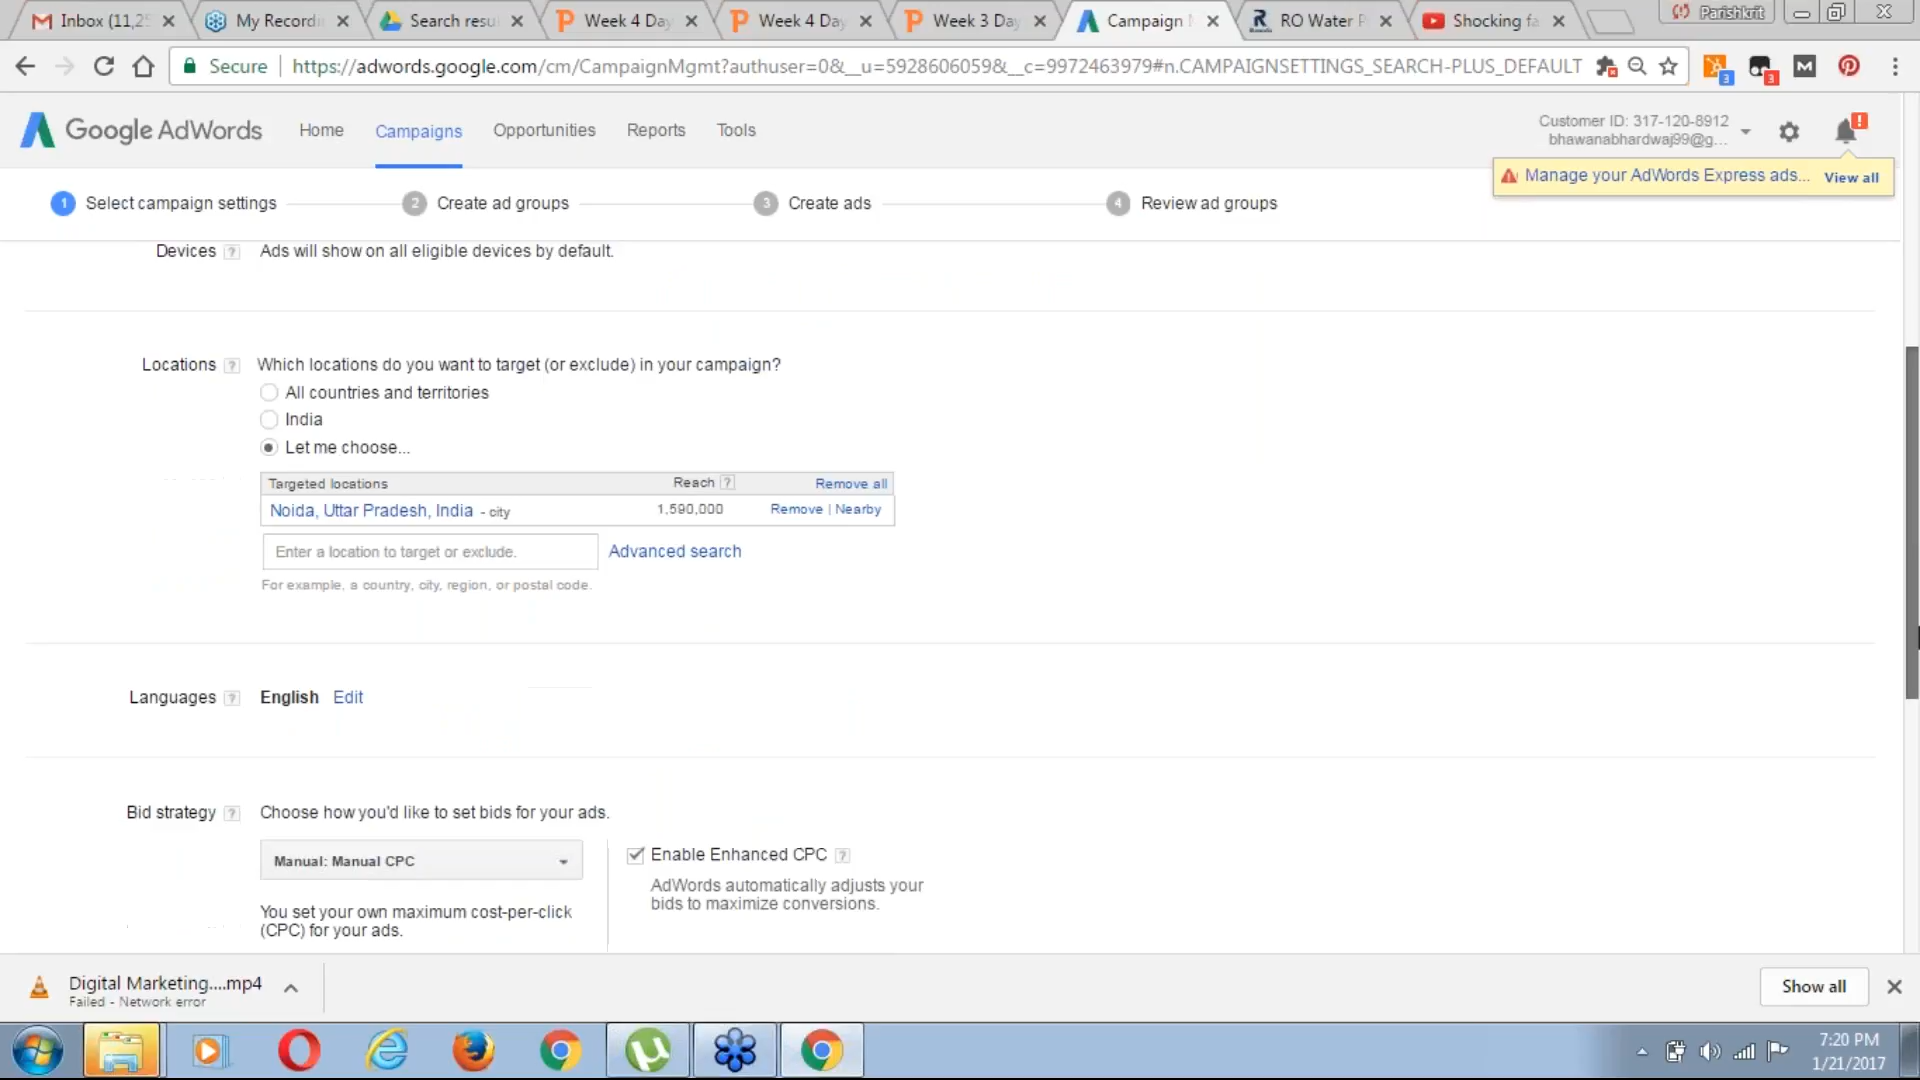 Inbox (11,25
My Recordi
Search resu
Week 4 Day
Week 4 Day
Week 3 Day
Campaign
RO Water P
Shocking fa
Parishkrit
Secure
https://adwords.google.com/cm/CampaignMgmt?authuser=0&__u=5928606059&__c=9972463979#n.CAMPAIGNSETTINGS_SEARCH-PLUS_DEFAULT
3
3
Google AdWords
Home
Campaigns
Opportunities
Reports
Tools
Customer ID: 317-120-8912
bhawanabhardwaj99@g...
Manage your AdWords Express ads... View all
1 Select campaign settings
2 Create ad groups
3 Create ads
4 Review ad groups
Devices ? Ads will show on all eligible devices by default.
Locations ? Which locations do you want to target (or exclude) in your campaign?
All countries and territories
India
Let me choose...
Targeted locations Reach ? Remove all
Noida, Uttar Pradesh, India - city 1,590,000 Remove | Nearby
Enter a location to target or exclude. Advanced search
For example, a country, city, region, or postal code.
Languages ? English Edit
Bid strategy ? Choose how you'd like to set bids for your ads.
Manual: Manual CPC
Enable Enhanced CPC ?
AdWords automatically adjusts your
bids to maximize conversions.
You set your own maximum cost-per-click
(CPC) for your ads.
Digital Marketing....mp4
Failed - Network error
Show all
7:20 PM
1/21/2017